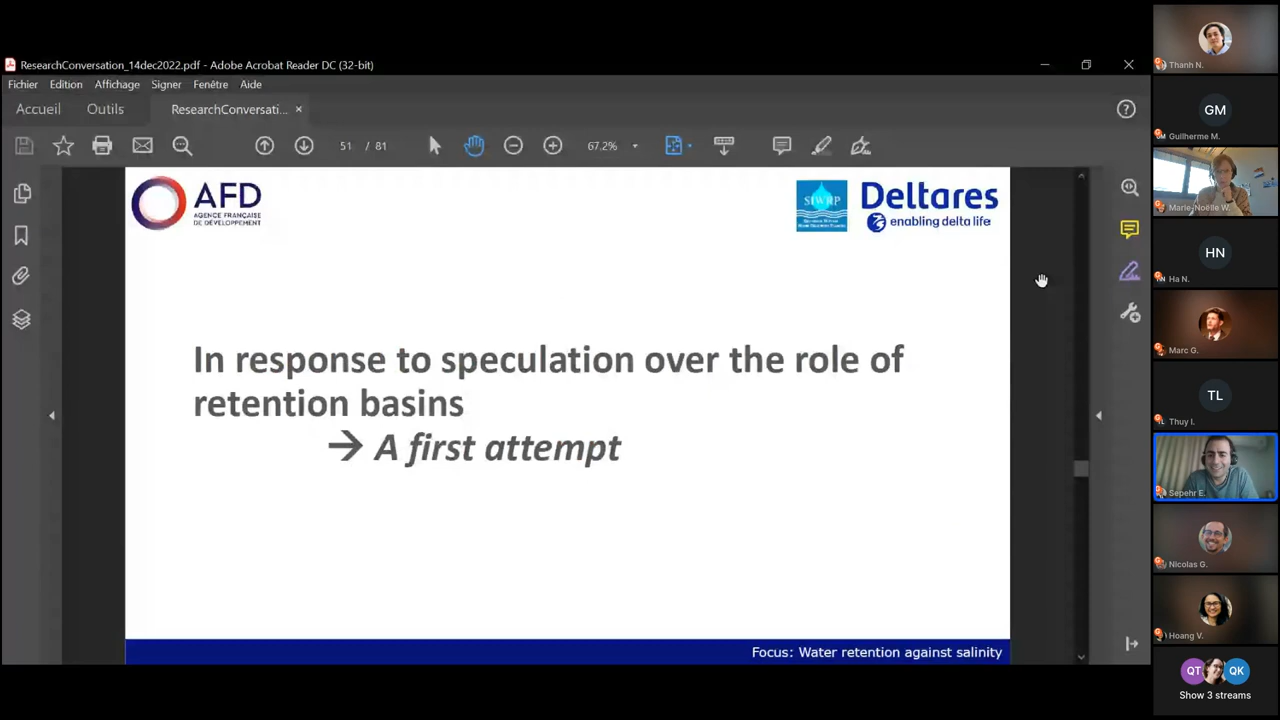 ResearchConversation_14dec2022.pdf - Adobe Acrobat Reader DC (32-bit)
Fichier Edition Affichage Signer Fenêtre Aide
Accueil Outils ResearchConversati... ×
51 / 81 67.2%
AFD
AGENCE FRANÇAISE
DE DÉVELOPPEMENT
SIWRP
Deltares
enabling delta life
In response to speculation over the role of
retention basins
→ A first attempt
Focus: Water retention against salinity
Thanh N.
GM
Guilherme M.
Marie-Noëlle W.
HN
Ha N.
Marc G.
TL
Thuy I.
Sepehr E.
Nicolas G.
Hoang V.
QT QK
Show 3 streams